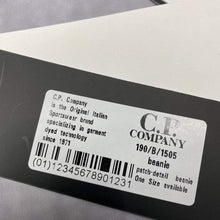 C.P. Company
is the Original Italian
Sportswear brand
specializing in garment
dyed technology
since 1971
C.P.
COMPANY
190/B/1505
beanie
patch-detail beanie
One Size available
(01)12345678901231